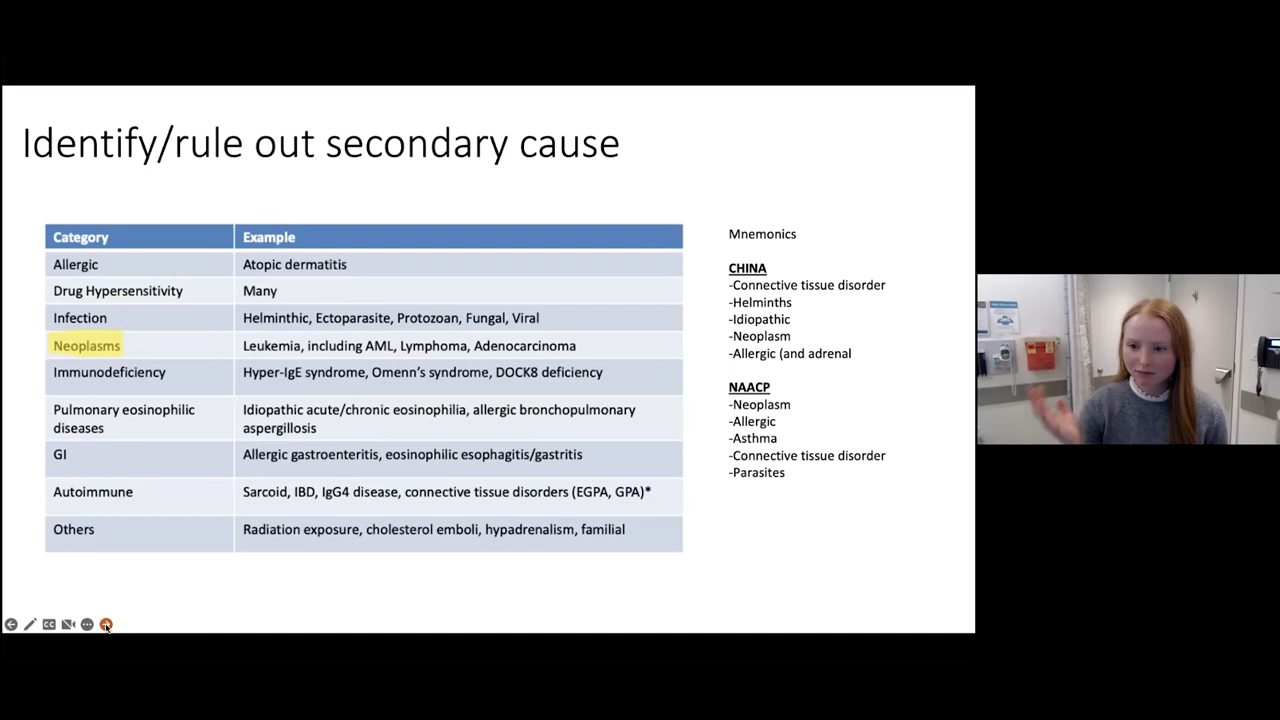 Identify/rule out secondary cause
Category Example
Allergic Atopic dermatitis
Drug Hypersensitivity Many
Infection Helminthic, Ectoparasite, Protozoan, Fungal, Viral
Neoplasms Leukemia, including AML, Lymphoma, Adenocarcinoma
Immunodeficiency Hyper-IgE syndrome, Omenn's syndrome, DOCK8 deficiency
Pulmonary eosinophilic diseases Idiopathic acute/chronic eosinophilia, allergic bronchopulmonary aspergillosis
GI Allergic gastroenteritis, eosinophilic esophagitis/gastritis
Autoimmune Sarcoid, IBD, IgG4 disease, connective tissue disorders (EGPA, GPA)*
Others Radiation exposure, cholesterol emboli, hypadrenalism, familial
Mnemonics
CHINA
-Connective tissue disorder
-Helminths
-Idiopathic
-Neoplasm
-Allergic (and adrenal
NAACP
-Neoplasm
-Allergic
-Asthma
-Connective tissue disorder
-Parasites
CC